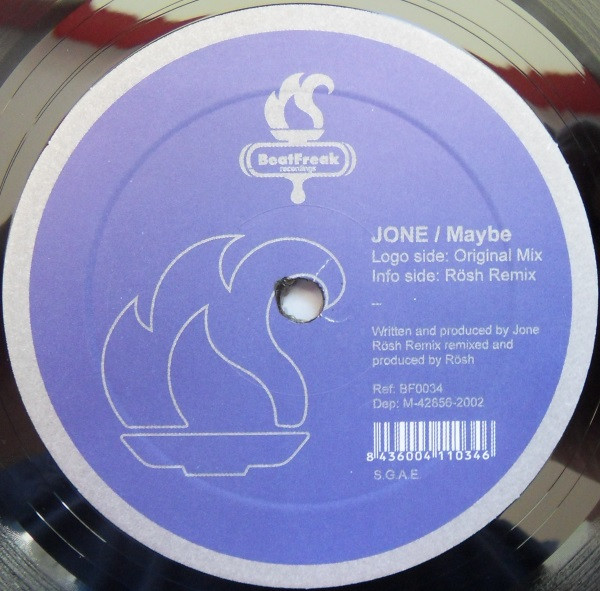 BeatFreak
recordings
JONE / Maybe
Logo side: Original Mix
Info side: Rösh Remix
–
Written and produced by Jone
Rösh Remix remixed and
produced by Rösh
Ref: BF0034
Dep: M-42656-2002
8 436004 110346
S.G.A.E.